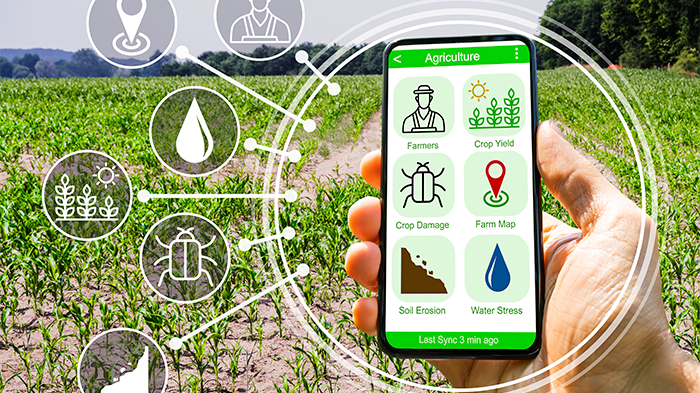 Agriculture
Farmers
Crop Yield
Crop Damage
Farm Map
Soil Erosion
Water Stress
Last Sync 3 min ago